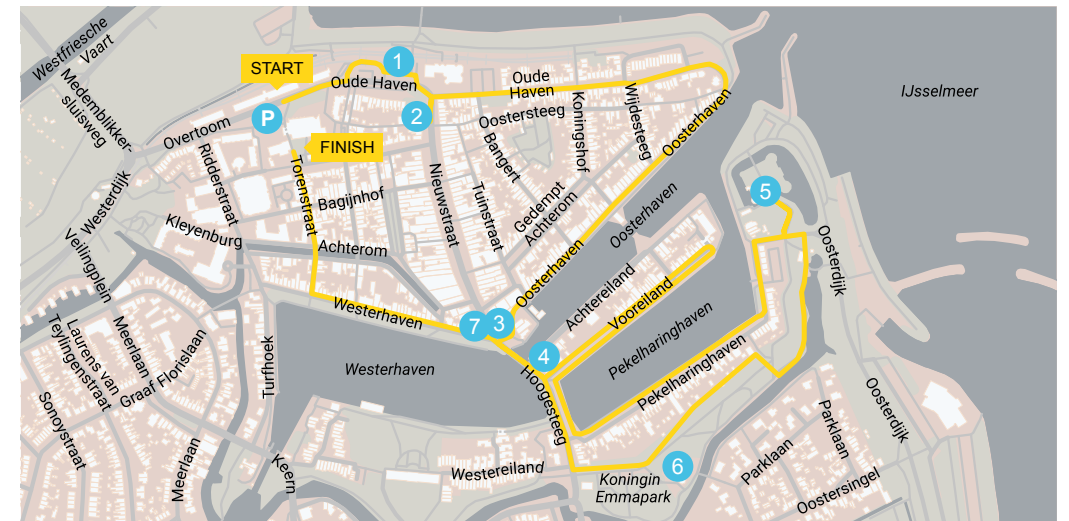 Westfriesche
Vaart
Medemblikker-
sluisweg
START
1
Oude Haven
Oude
Haven
IJsselmeer
P
2
Overtoom
Oostersteeg
Koningshof
Wijdesteeg
Oosterhaven
FINISH
Bangert
Ridderstraat
Torenstraat
Bagijnhof
Nieuwstraat
Tuinstraat
Gedempt
Achterom
Oosterhaven
5
Westerdijk
Kleyenburg
Achterom
Oosterhaven
Oosterdijk
Veilingplein
Achtereiland
Vooreiland
Westerhaven
7
3
4
Pekelharinghaven
Teylingenstraat
Laurens van
Meerlaan
Graaf Florislaan
Turfhoek
Westerhaven
Hoogesteeg
Pekelharinghaven
Oosterdijk
Sonoystraat
Meerlaan
Keern
Westereiland
6
Koningin
Emmapark
Parklaan
Parklaan
Oostersingel